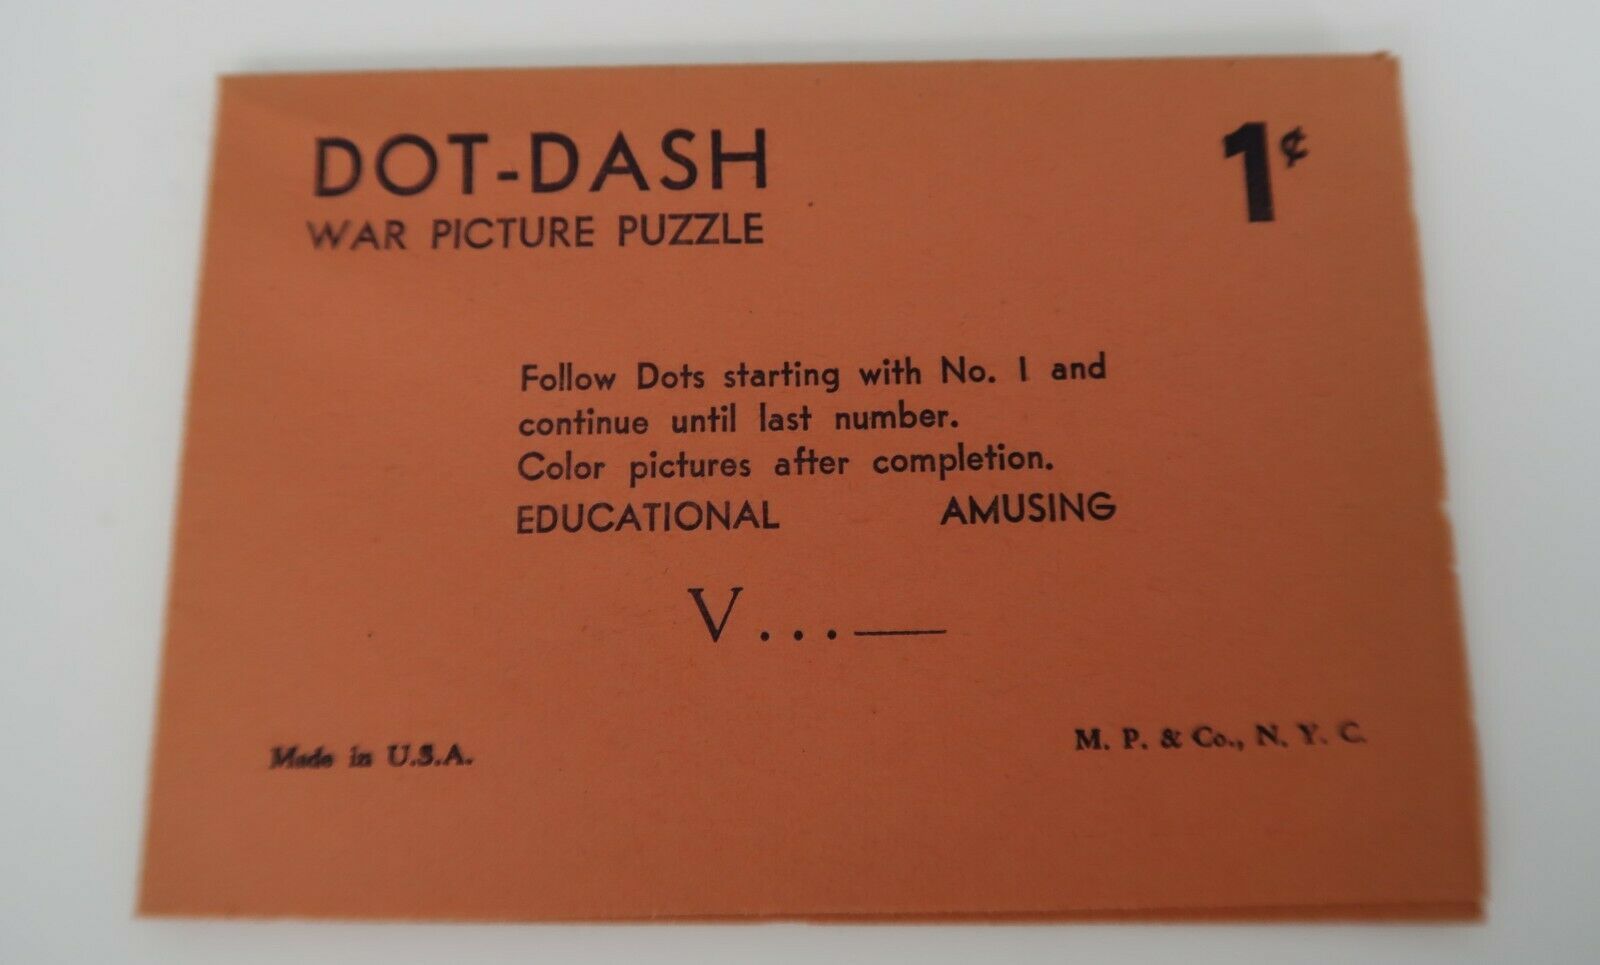 DOT-DASH
1¢
WAR PICTURE PUZZLE
Follow Dots starting with No. 1 and
continue until last number.
Color pictures after completion.
EDUCATIONAL AMUSING
V . . . —
Made in U.S.A.
M. P. & Co., N. Y. C.